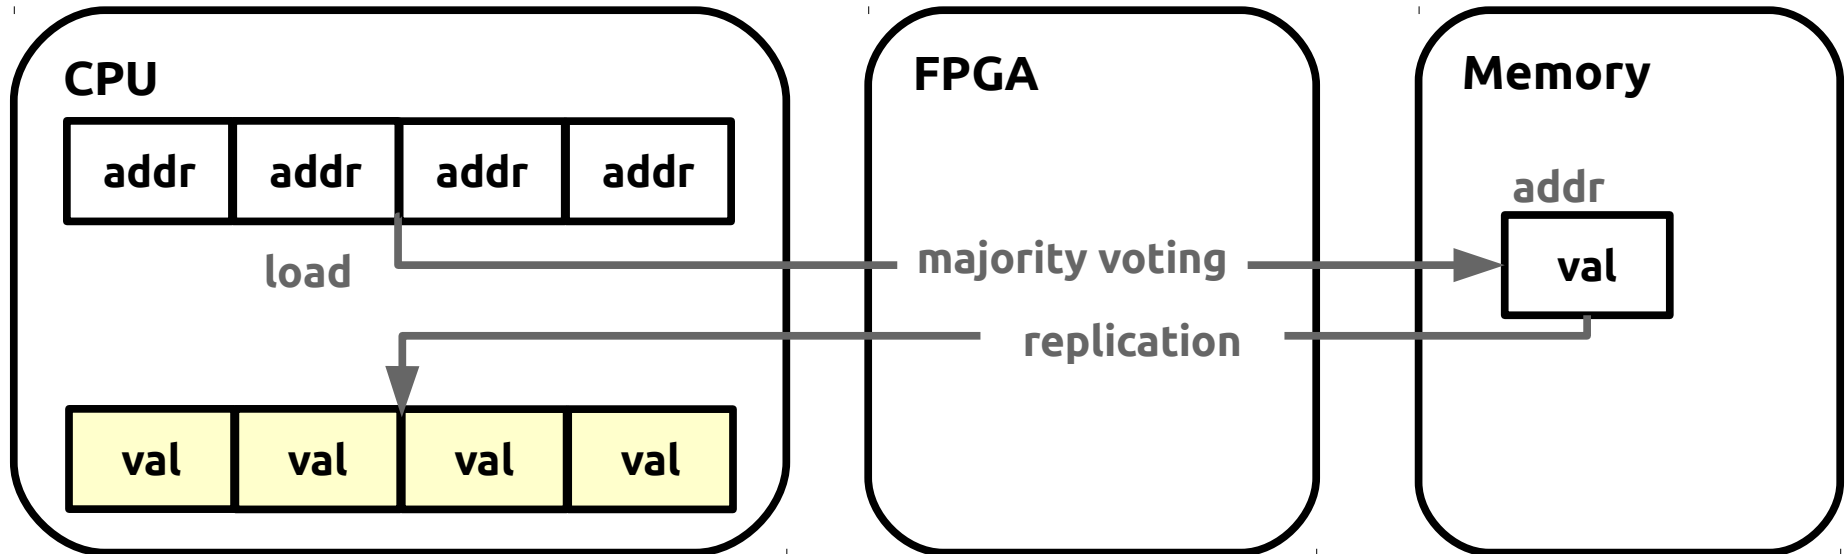 CPU
addr addr addr addr
load
val val val val
FPGA
majority voting
replication
Memory
addr
val